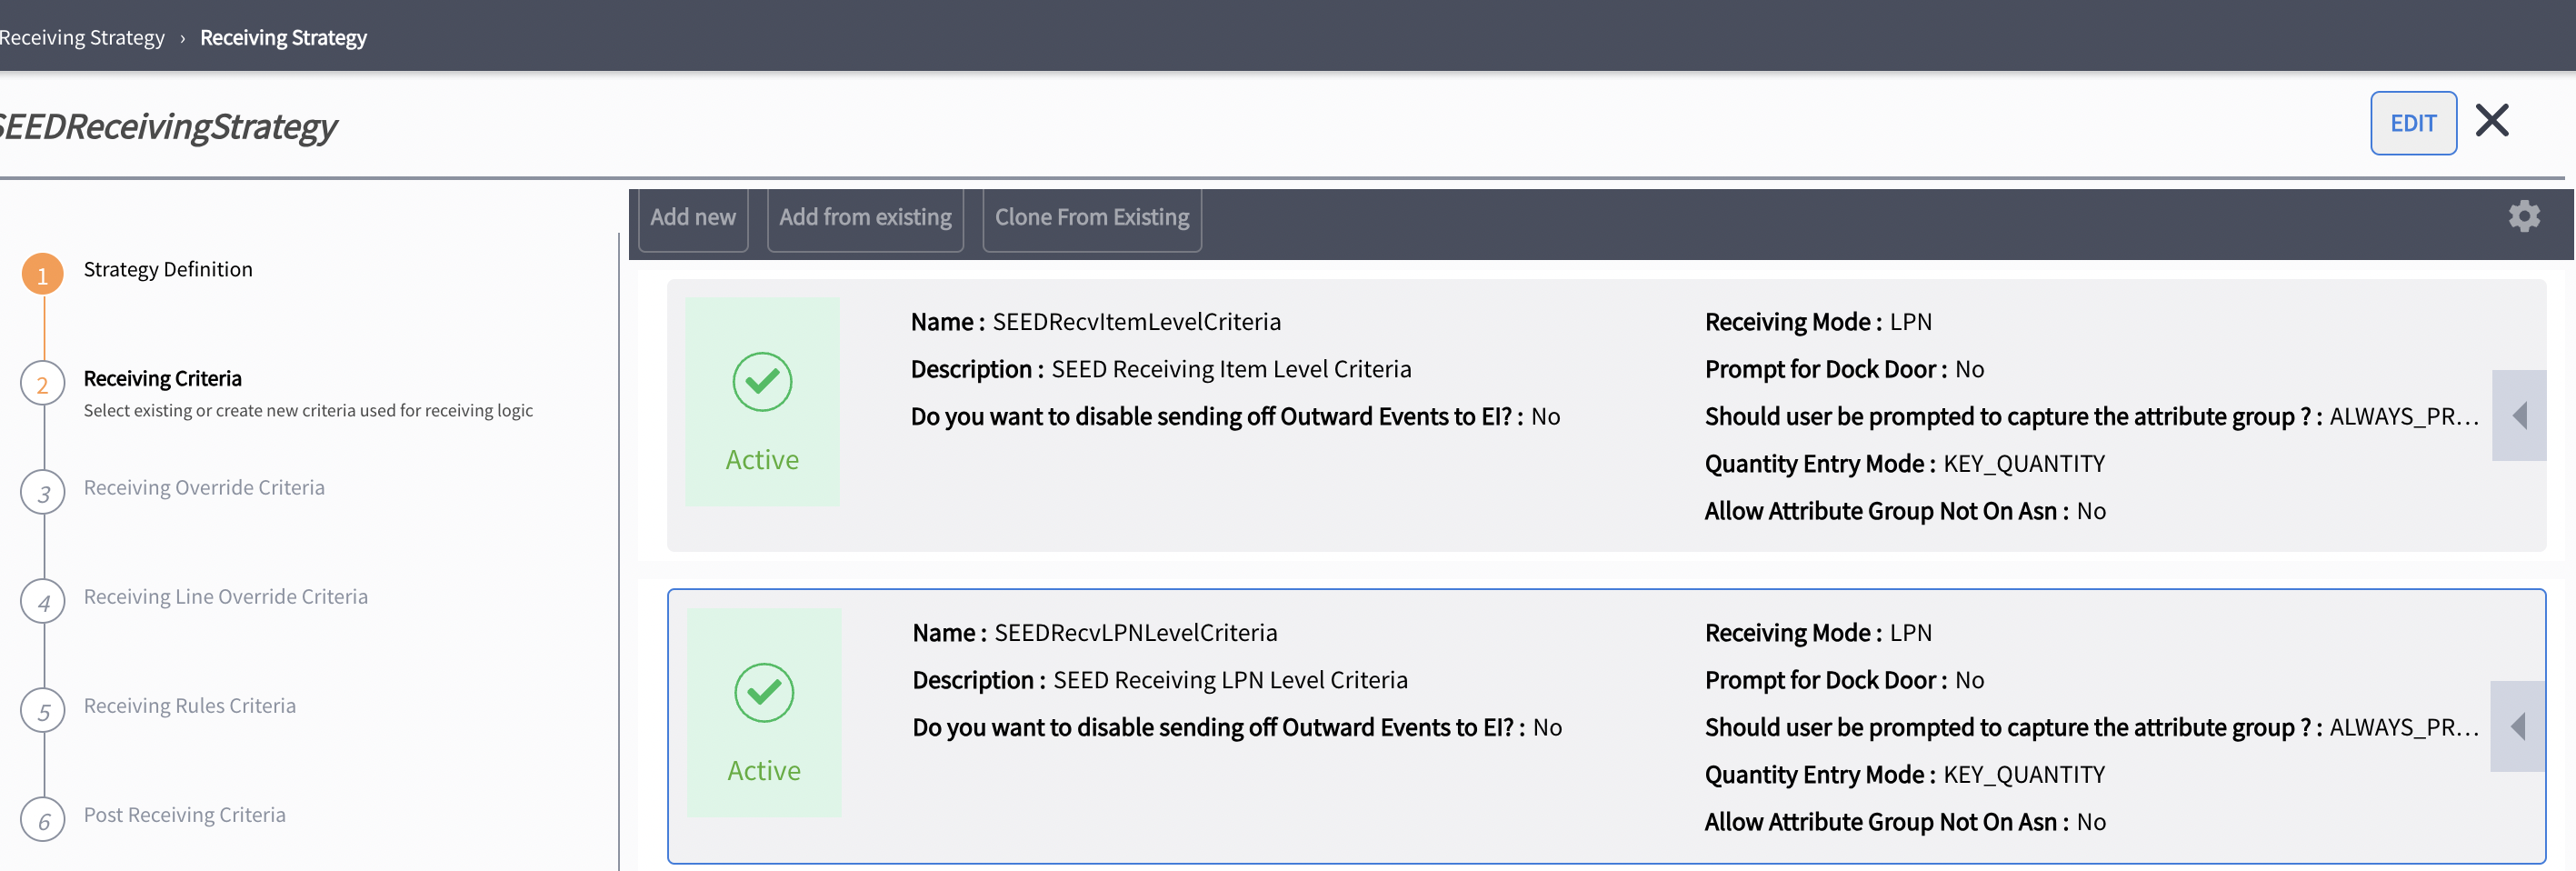 Receiving Strategy › Receiving Strategy
SEEDReceivingStrategy
EDIT
Add new
Add from existing
Clone From Existing
1
Strategy Definition
2
Receiving Criteria
Select existing or create new criteria used for receiving logic
3
Receiving Override Criteria
4
Receiving Line Override Criteria
5
Receiving Rules Criteria
6
Post Receiving Criteria
Active
Name : SEEDRecvItemLevelCriteria
Description : SEED Receiving Item Level Criteria
Do you want to disable sending off Outward Events to EI? : No
Receiving Mode : LPN
Prompt for Dock Door : No
Should user be prompted to capture the attribute group ? : ALWAYS_PR...
Quantity Entry Mode : KEY_QUANTITY
Allow Attribute Group Not On Asn : No
Active
Name : SEEDRecvLPNLevelCriteria
Description : SEED Receiving LPN Level Criteria
Do you want to disable sending off Outward Events to EI? : No
Receiving Mode : LPN
Prompt for Dock Door : No
Should user be prompted to capture the attribute group ? : ALWAYS_PR...
Quantity Entry Mode : KEY_QUANTITY
Allow Attribute Group Not On Asn : No